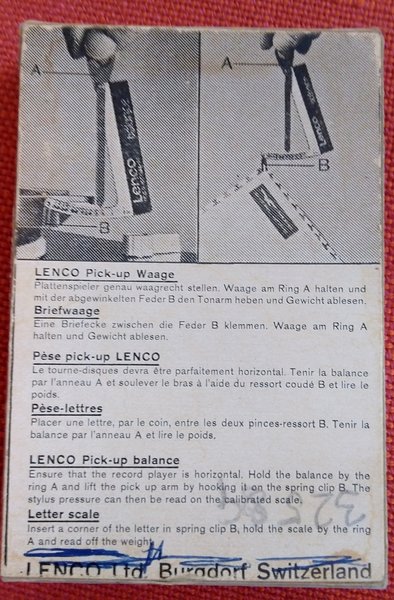 A
LENCO
balance
B
A
LENCO
balance
B
LENCO Pick-up Waage
Plattenspieler genau waagrecht stellen. Waage am Ring A halten und
mit der abgewinkelten Feder B den Tonarm heben und Gewicht ablesen.
Briefwaage
Eine Briefecke zwischen die Feder B klemmen. Waage am Ring A
halten und Gewicht ablesen.
Pèse pick-up LENCO
Le tourne-disques devra être parfaitement horizontal. Tenir la balance
par l'anneau A et soulever le bras à l'aide du ressort coudé B et lire le
poids.
Pèse-lettres
Placer une lettre, par le coin, entre les deux pinces-ressort B. Tenir la
balance par l'anneau A et lire le poids.
LENCO Pick-up balance
Ensure that the record player is horizontal. Hold the balance by the
ring A and lift the pick up arm by hooking it on the spring clip B. The
stylus pressure can then be read on the calibrated scale.
Letter scale
Insert a corner of the letter in spring clip B, hold the scale by the ring
A and read off the weight.
LENCO Ltd. Burgdorf Switzerland